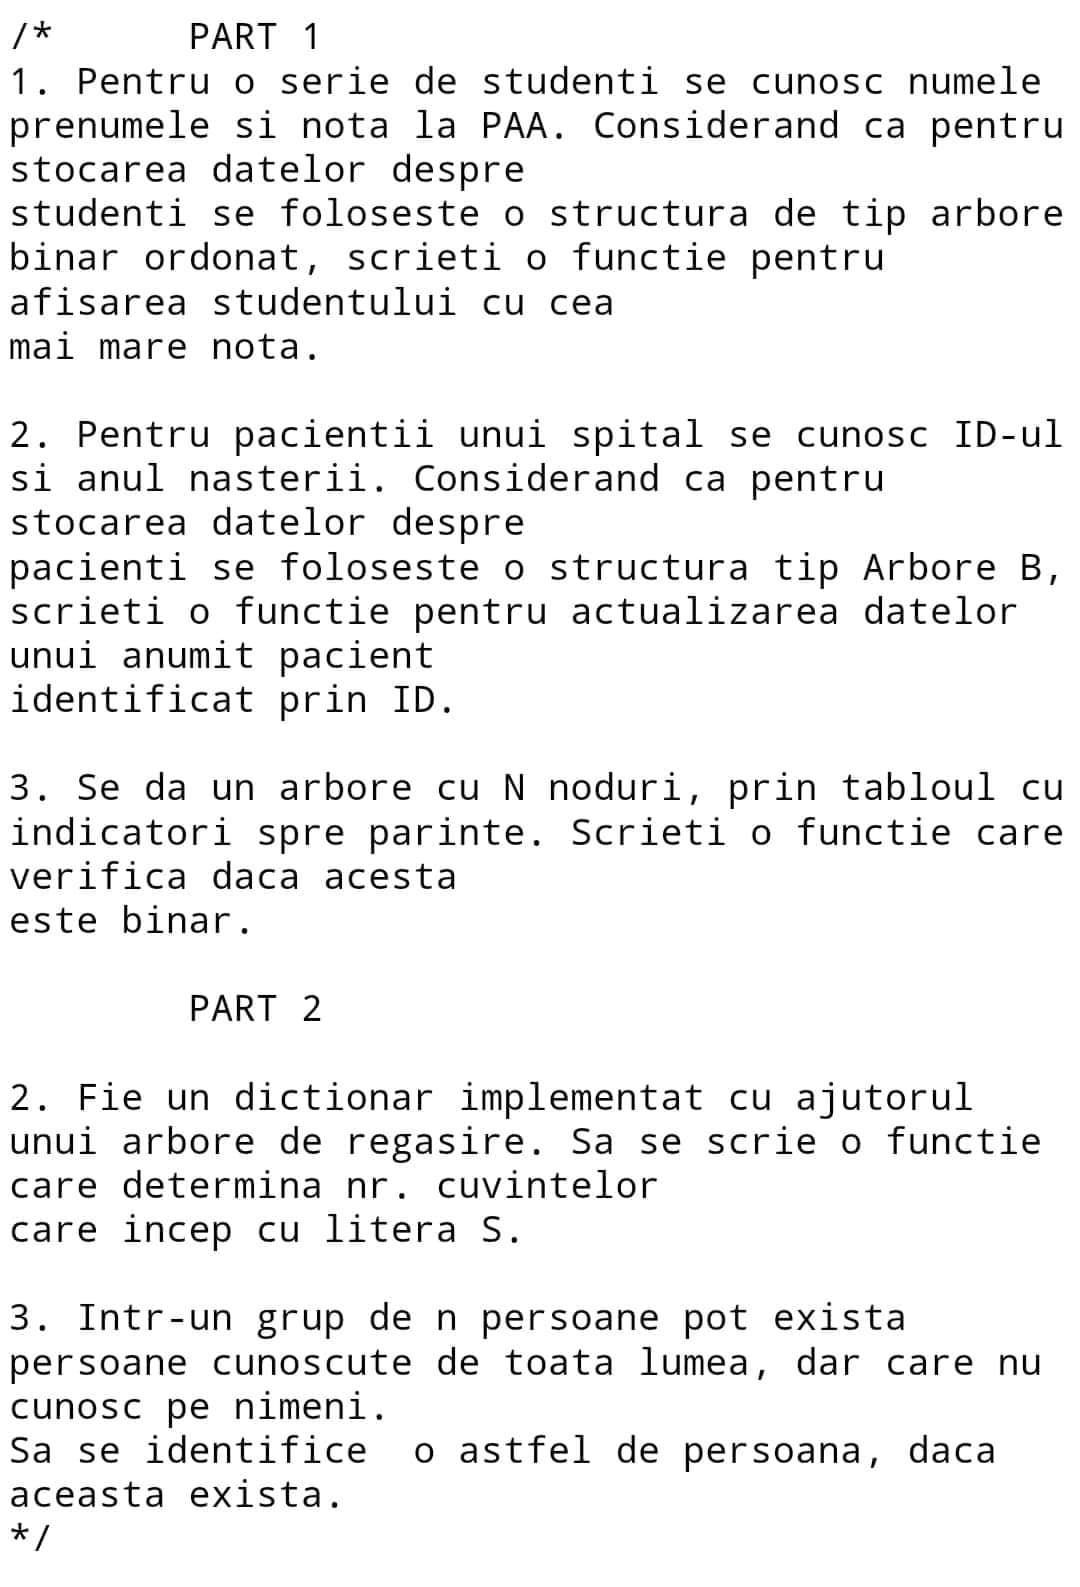 /*      PART 1
1. Pentru o serie de studenti se cunosc numele
prenumele si nota la PAA. Considerand ca pentru
stocarea datelor despre
studenti se foloseste o structura de tip arbore
binar ordonat, scrieti o functie pentru
afisarea studentului cu cea
mai mare nota.

2. Pentru pacientii unui spital se cunosc ID-ul
si anul nasterii. Considerand ca pentru
stocarea datelor despre
pacienti se foloseste o structura tip Arbore B,
scrieti o functie pentru actualizarea datelor
unui anumit pacient
identificat prin ID.

3. Se da un arbore cu N noduri, prin tabloul cu
indicatori spre parinte. Scrieti o functie care
verifica daca acesta
este binar.

        PART 2

2. Fie un dictionar implementat cu ajutorul
unui arbore de regasire. Sa se scrie o functie
care determina nr. cuvintelor
care incep cu litera S.

3. Intr-un grup de n persoane pot exista
persoane cunoscute de toata lumea, dar care nu
cunosc pe nimeni.
Sa se identifice  o astfel de persoana, daca
aceasta exista.
*/